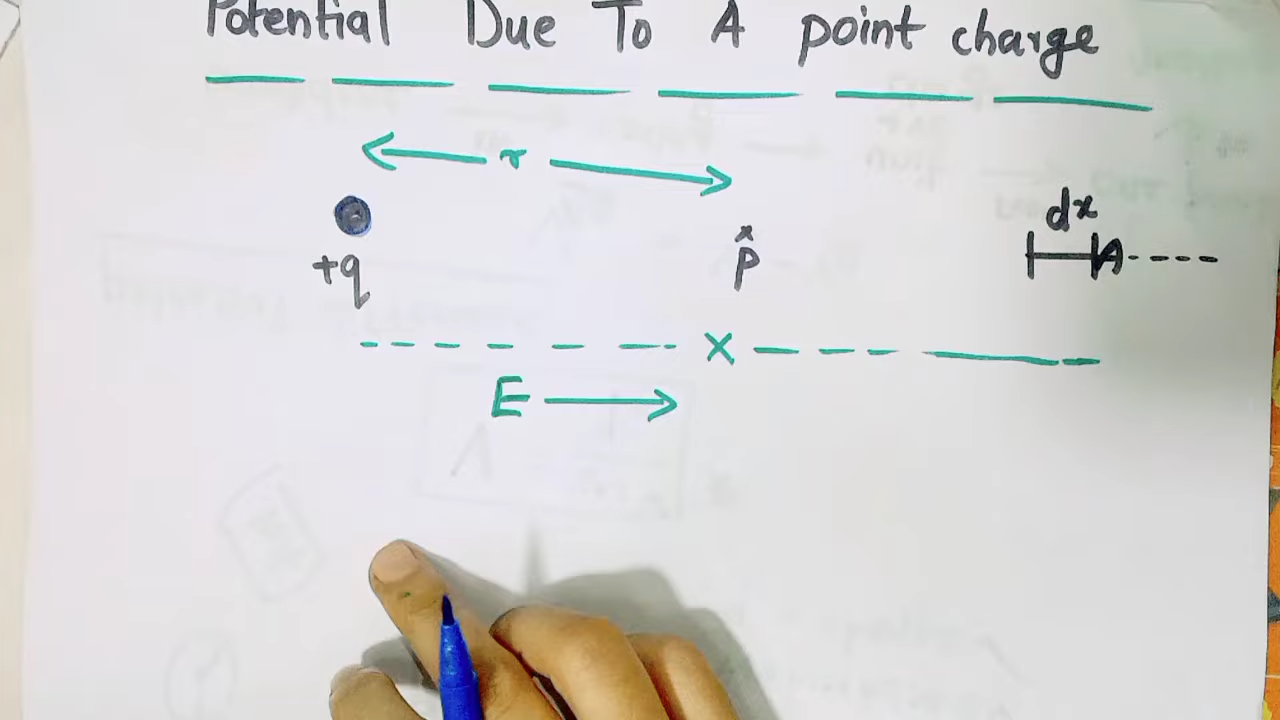 Potential Due To A point charge
r
dx
+q
x
P
A
X
E